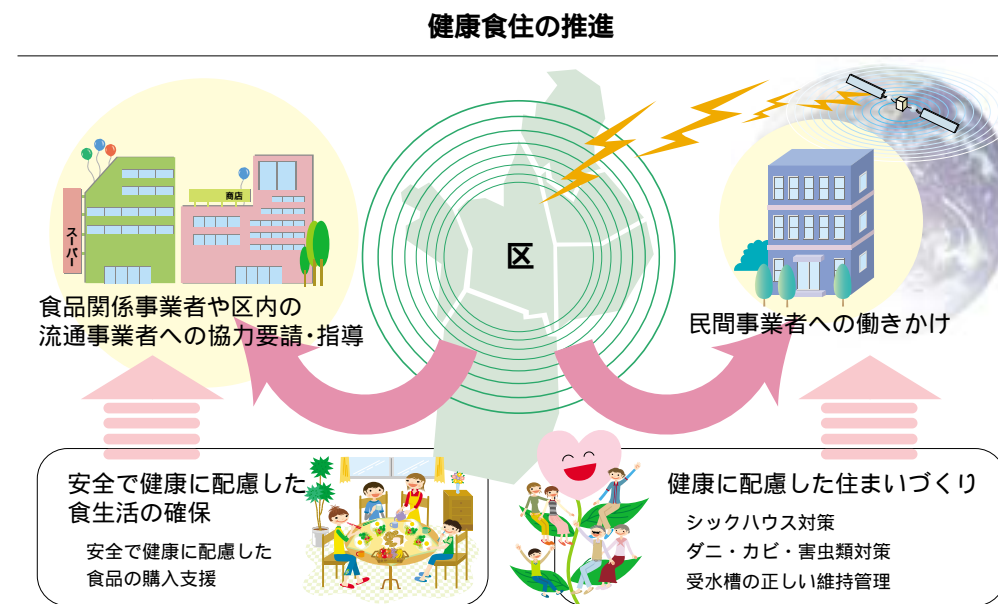 健康食住の推進
スーパー
商店
区
食品関係事業者や区内の
流通事業者への協力要請・指導
民間事業者への働きかけ
安全で健康に配慮した
食生活の確保
安全で健康に配慮した
食品の購入支援
健康に配慮した住まいづくり
シックハウス対策
ダニ・カビ・害虫類対策
受水槽の正しい維持管理